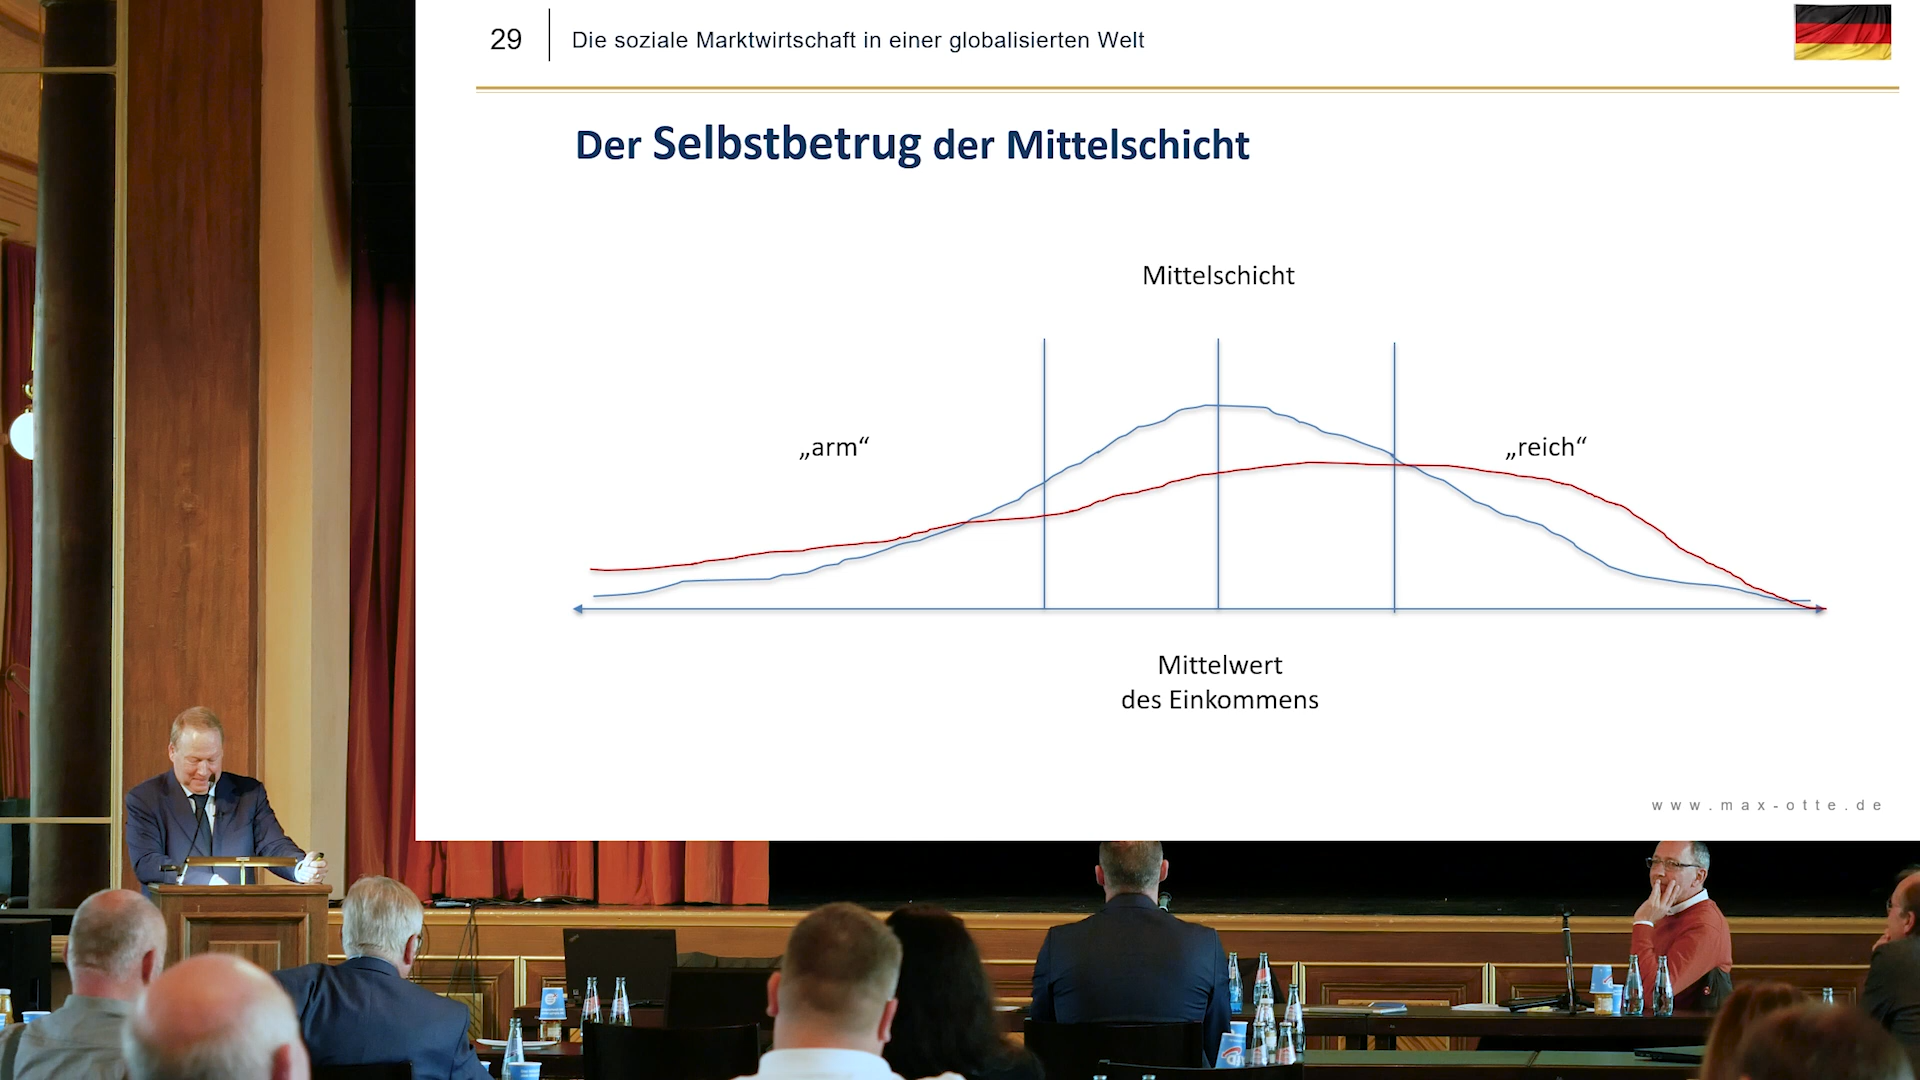 29
Die soziale Marktwirtschaft in einer globalisierten Welt
Der Selbstbetrug der Mittelschicht
Mittelschicht
„arm“
„reich“
Mittelwert
des Einkommens
www.max-otte.de